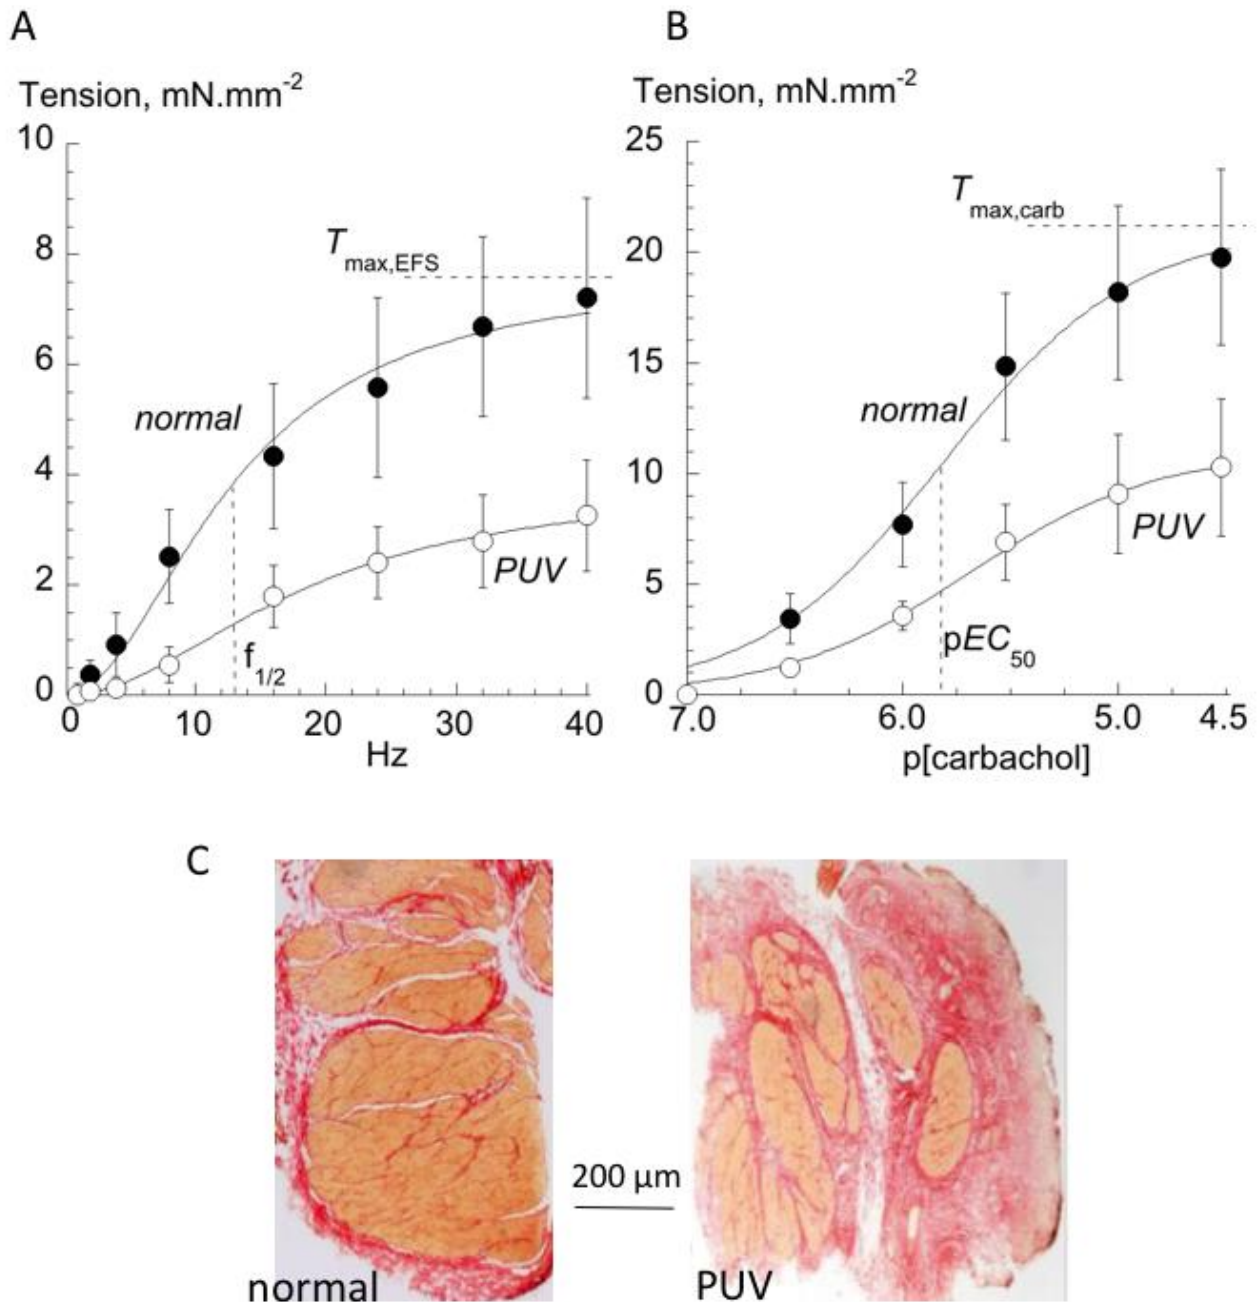 A
Tension, mN.mm-2
10
8
6
4
2
0
0 10 20 30 40
Hz
Tmax,EFS
normal
PUV
f1/2
B
Tension, mN.mm-2
25
20
15
10
5
0
7.0 6.0 5.0 4.5
p[carbachol]
Tmax,carb
normal
PUV
pEC50
C
200 µm
normal
PUV